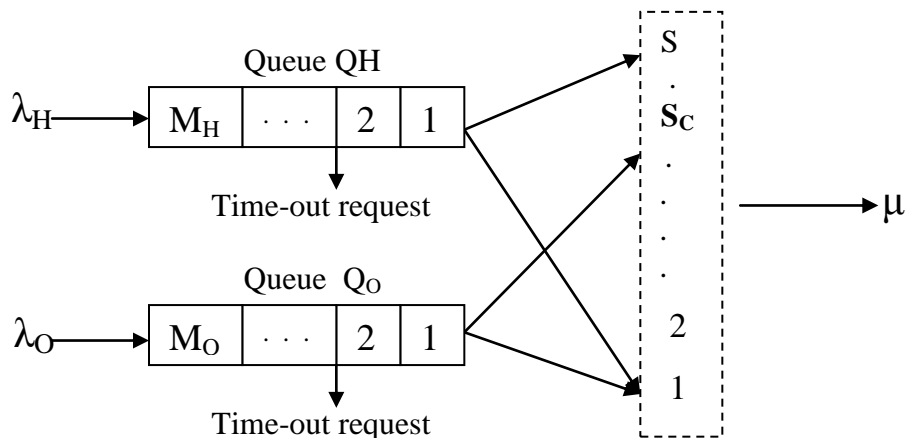 Queue QH
λH
MH · · · 2 1
Time-out request
Queue QO
λO
MO · · · 2 1
Time-out request
S
.
SC
.
.
.
.
2
1
μ